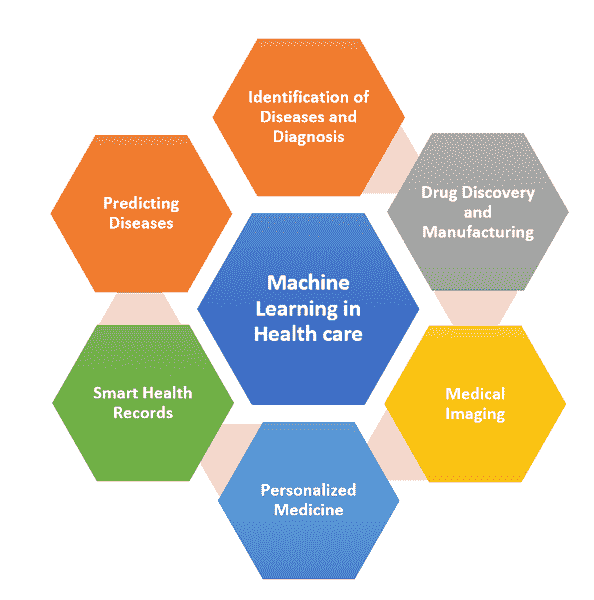 Identification of
Diseases and
Diagnosis
Predicting
Diseases
Drug Discovery
and
Manufacturing
Machine
Learning in
Health care
Smart Health
Records
Medical
Imaging
Personalized
Medicine